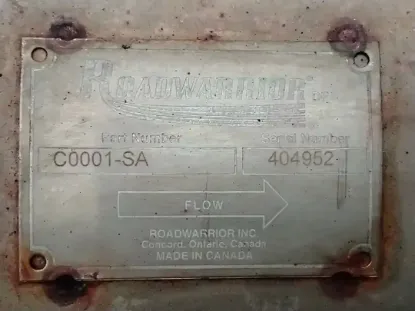 ROADWARRIOR®
Part Number Serial Number
C0001-SA 404952-
FLOW
ROADWARRIOR INC
Concord, Ontario, Canada
MADE IN CANADA